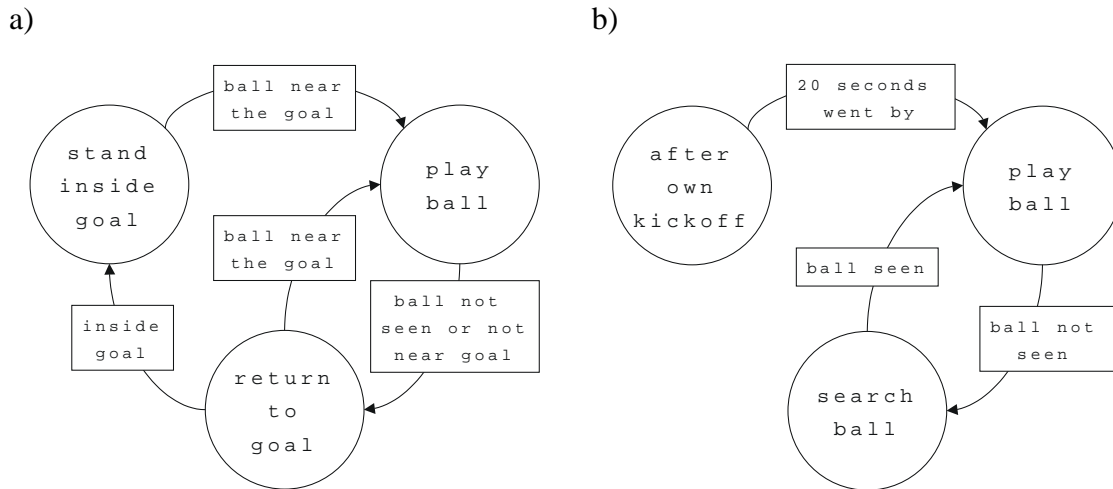 a)
ball near
the goal
stand
inside
goal
play
ball
ball near
the goal
inside
goal
ball not
seen or not
near goal
return
to
goal
b)
20 seconds
went by
after
own
kickoff
play
ball
ball seen
ball not
seen
search
ball